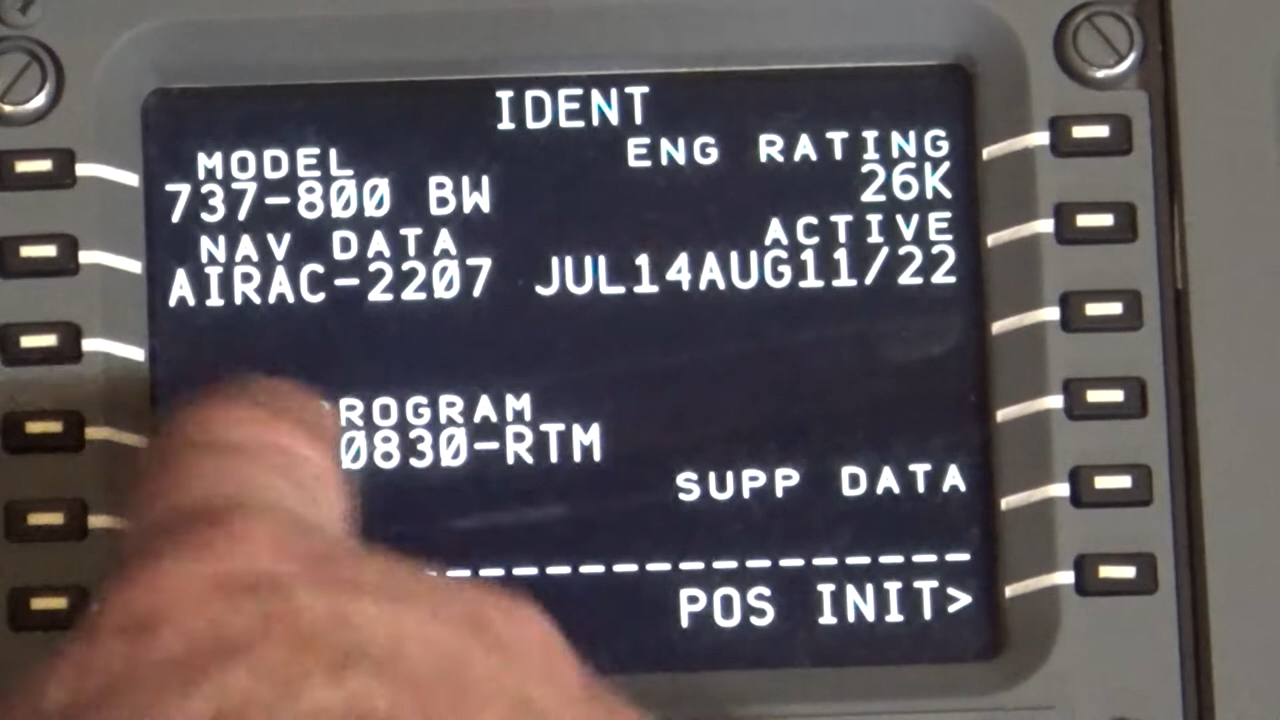 IDENT
MODEL ENG RATING
737-800 BW 26K
NAV DATA ACTIVE
AIRAC-2207 JUL14AUG11/22
ROGRAM
0830-RTM
SUPP DATA
POS INIT>